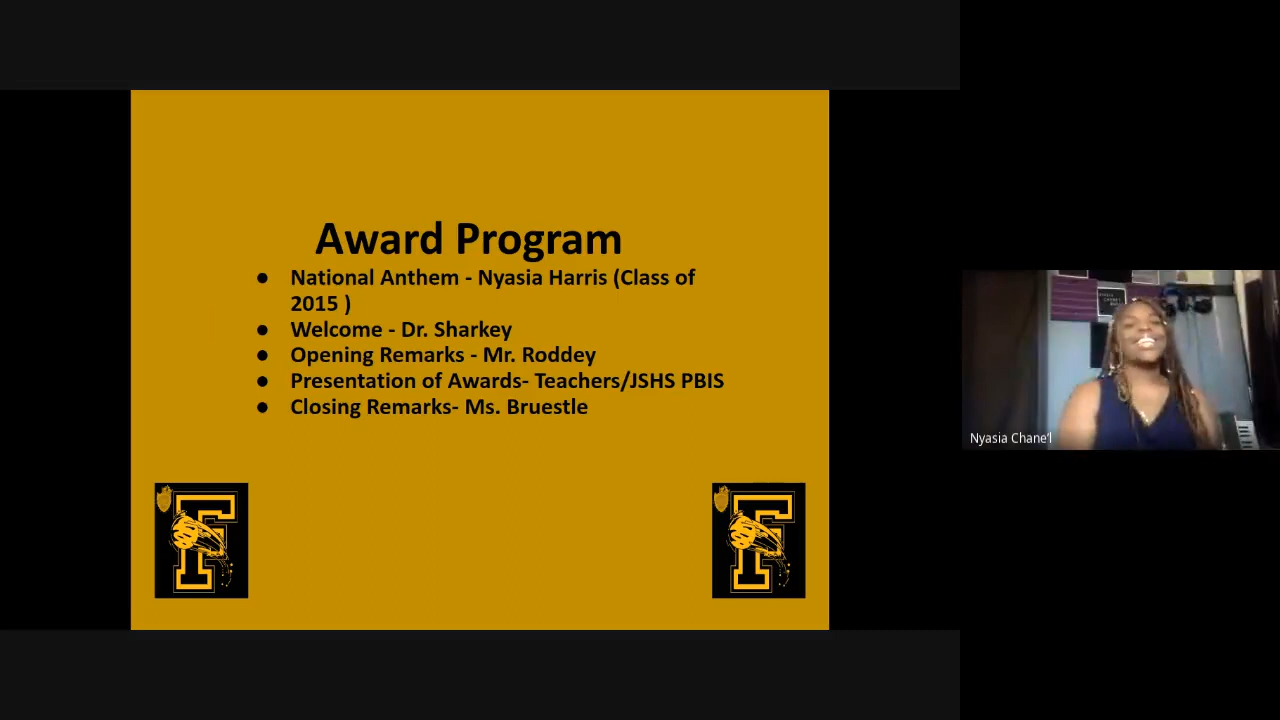 Award Program
● National Anthem - Nyasia Harris (Class of
2015 )
● Welcome - Dr. Sharkey
● Opening Remarks - Mr. Roddey
● Presentation of Awards- Teachers/JSHS PBIS
● Closing Remarks- Ms. Bruestle
F
F
Nyasia Chane'l